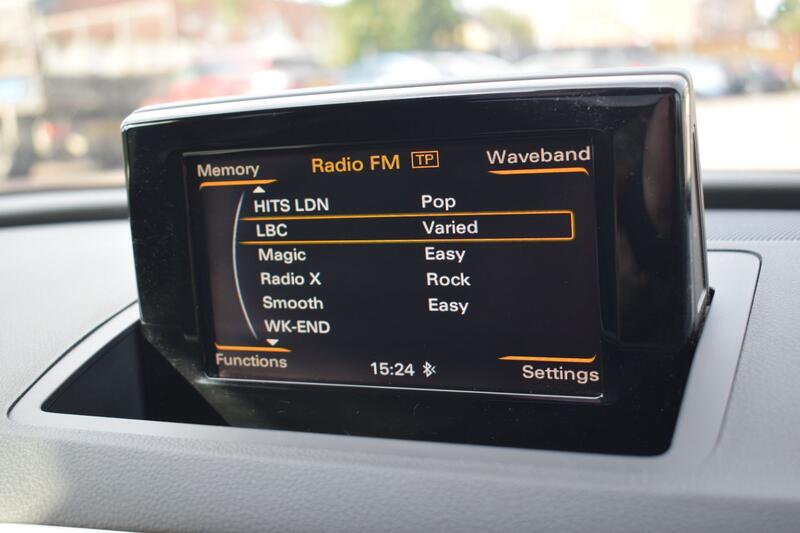 Memory Radio FM TP Waveband
HITS LDN Pop
LBC Varied
Magic Easy
Radio X Rock
Smooth Easy
WK-END
Functions 15:24 Settings